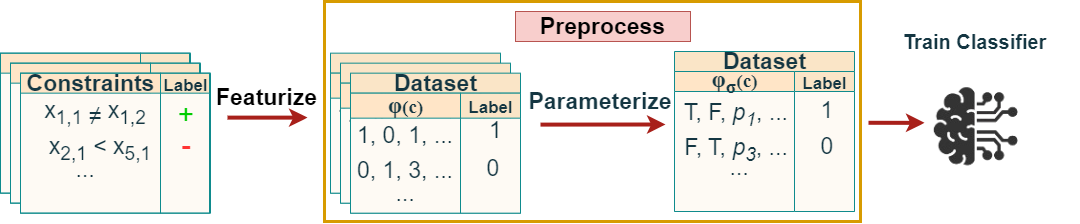 Constraints Label
x1,1 ≠ x1,2 +
x2,1 < x5,1 -
...
Featurize
Preprocess
Dataset
φ(c) Label
1, 0, 1, ... 1
0, 1, 3, ... 0
...
Parameterize
Dataset
φσ(c) Label
T, F, p1, ... 1
F, T, p3, ... 0
...
Train Classifier